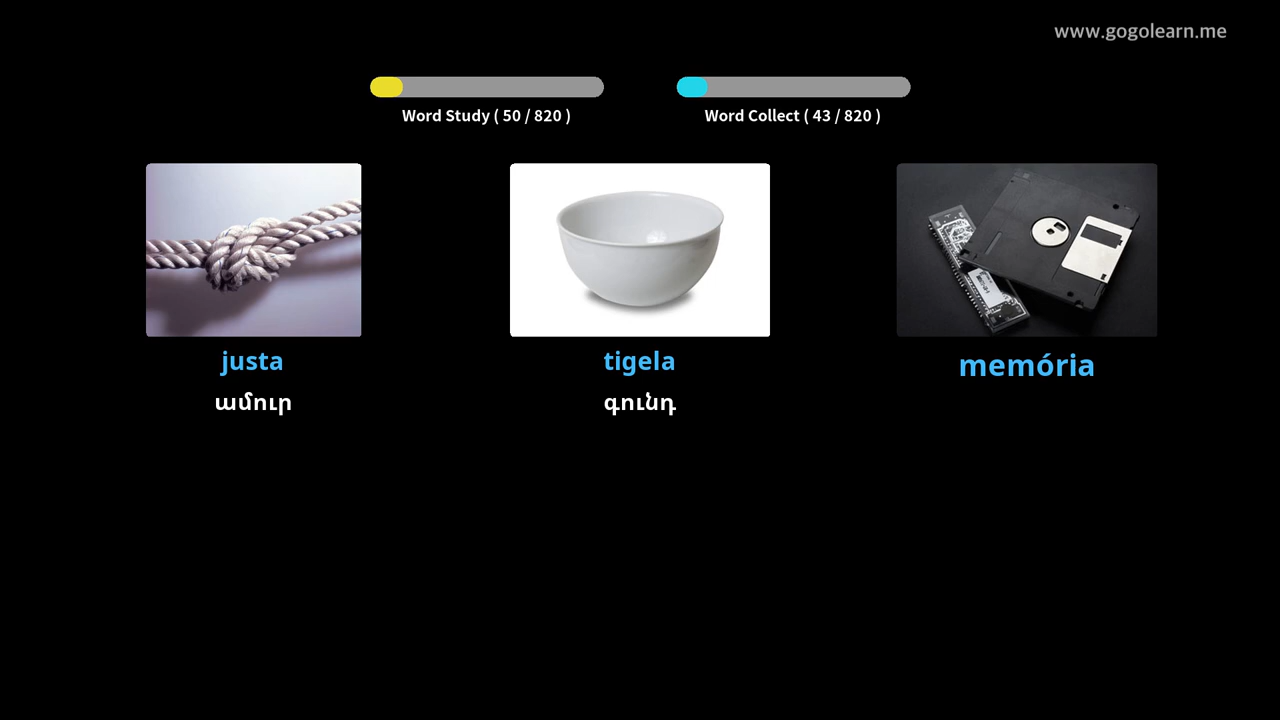 www.gogolearn.me
Word Study ( 50 / 820 )
Word Collect ( 43 / 820 )
justa
ամուր
tigela
գունդ
memória